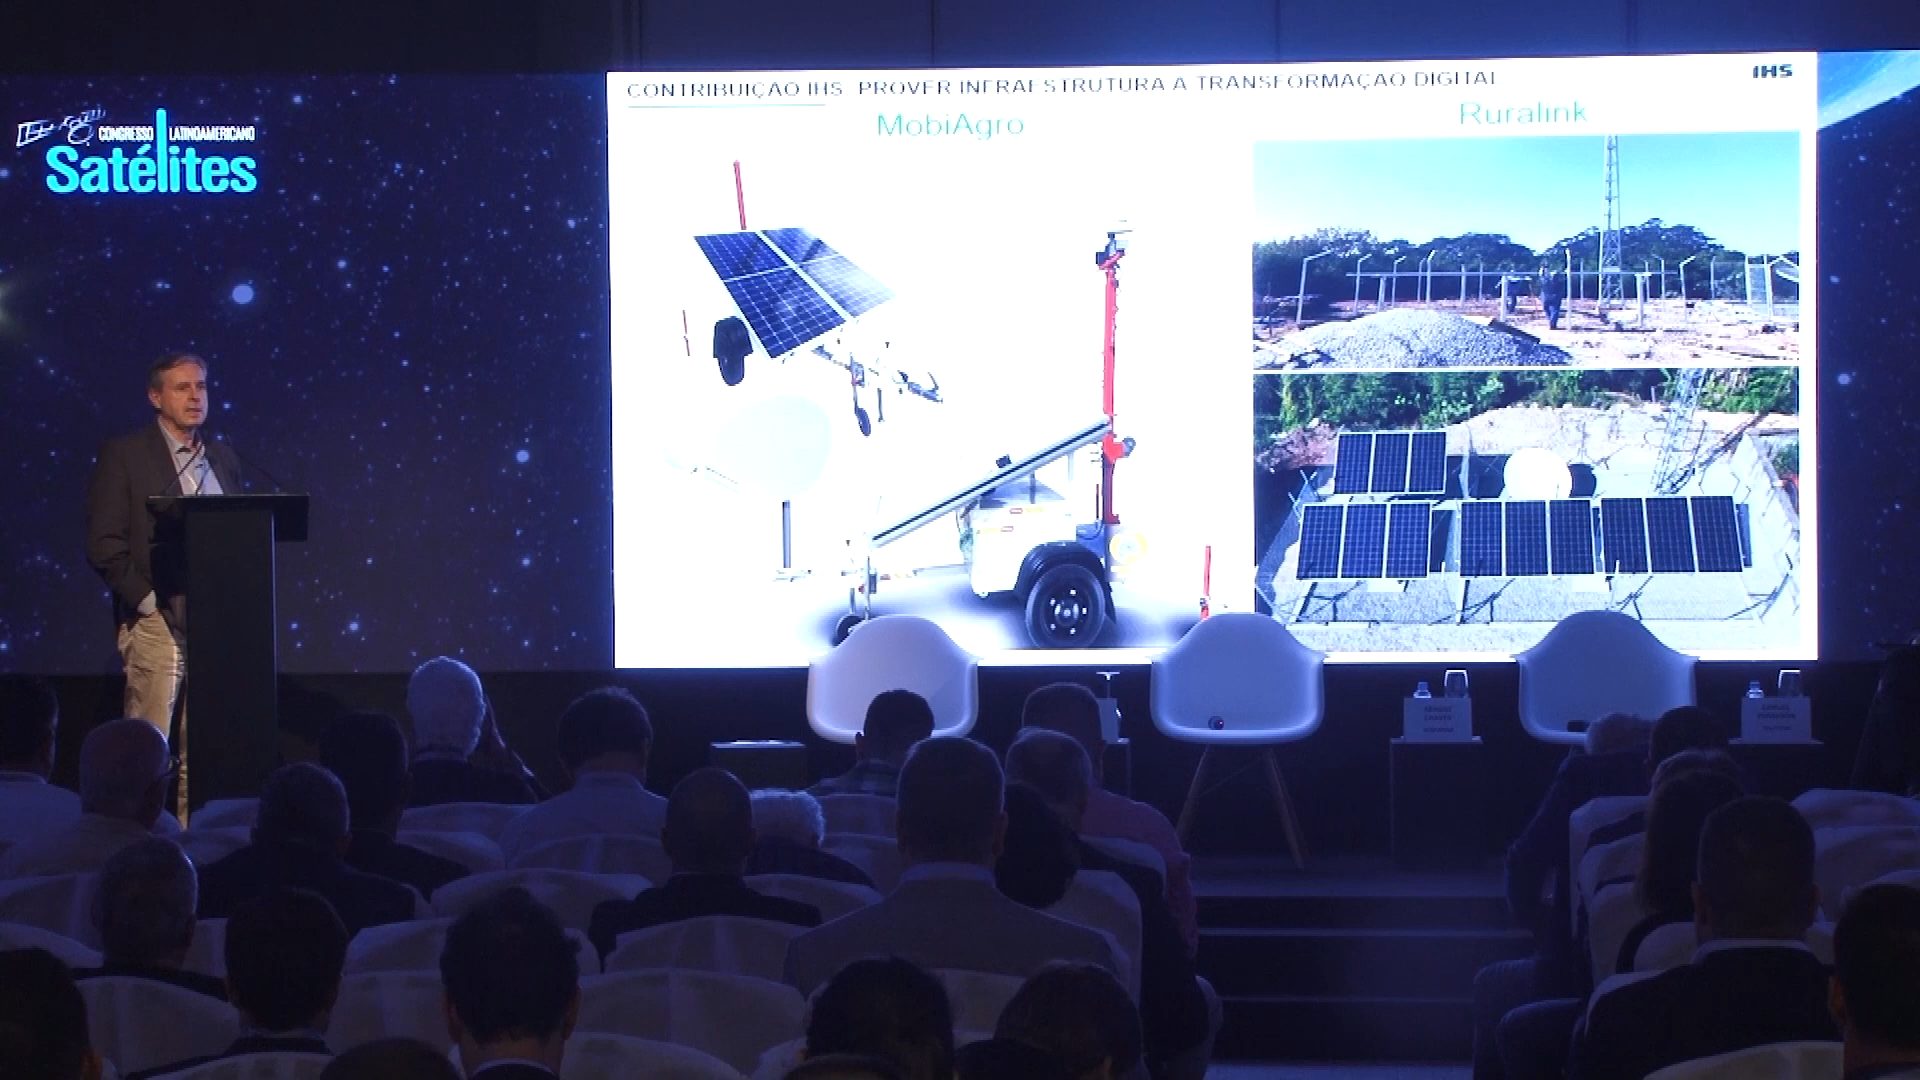 CONGRESSO LATINOAMERICANO
Satélites
CONTRIBUIÇÃO IHS PROVER INFRAESTRUTURA A TRANSFORMAÇÃO DIGITAL
IHS
MobiAgro
Ruralink